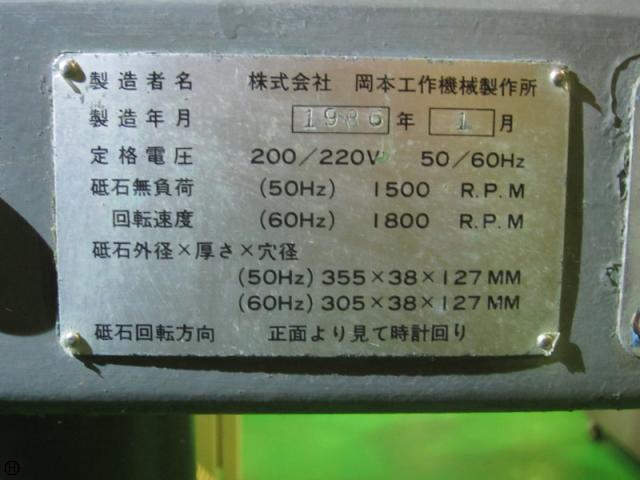 製造者名 株式会社 岡本工作機械製作所
製造年月 1986 年 1 月
定格電圧 200/220V 50/60Hz
砥石無負荷 (50Hz) 1500 R.P.M
回転速度 (60Hz) 1800 R.P.M
砥石外径×厚さ×穴径
(50Hz) 355×38×127MM
(60Hz) 305×38×127MM
砥石回転方向 正面より見て時計回り
H